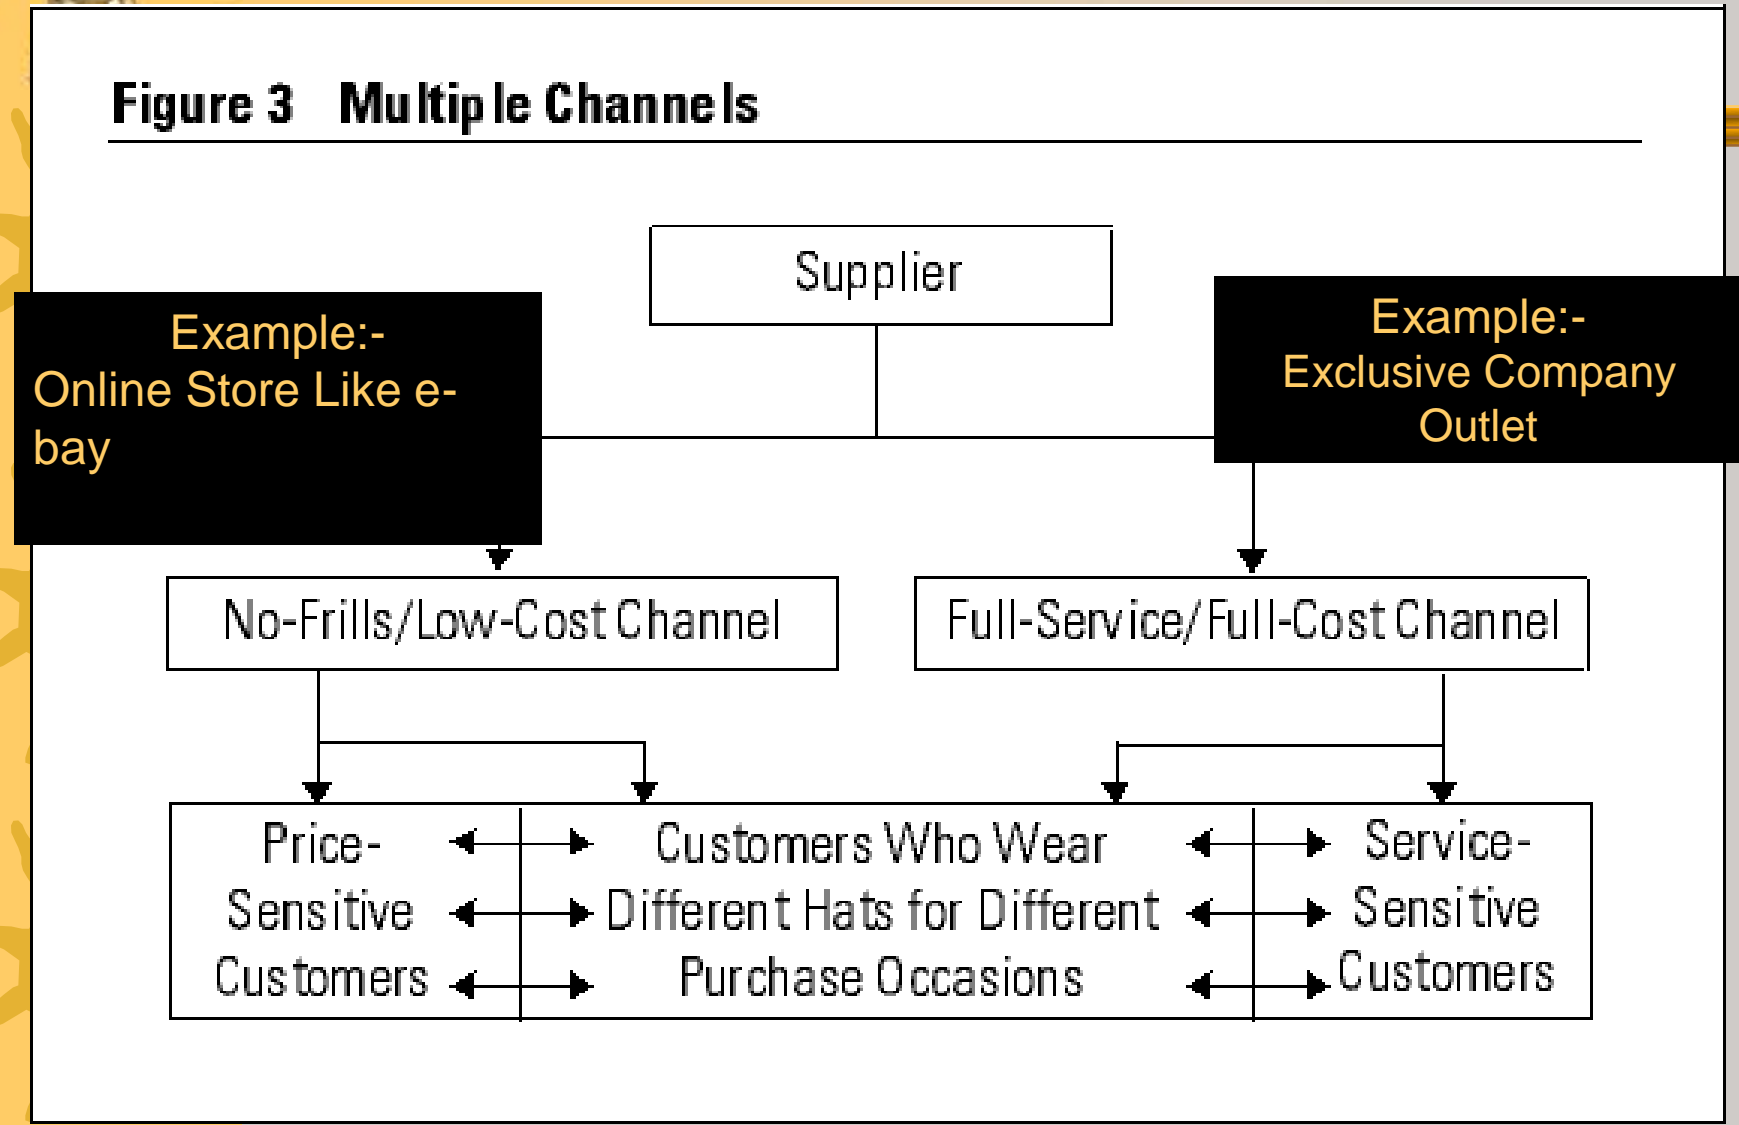 Figure 3 Multiple Channels
Supplier
Example:-
Online Store Like e-
bay
Example:-
Exclusive Company
Outlet
No-Frills/Low-Cost Channel
Full-Service/Full-Cost Channel
Price-
Sensitive
Customers
Customers Who Wear
Different Hats for Different
Purchase Occasions
Service-
Sensitive
Customers